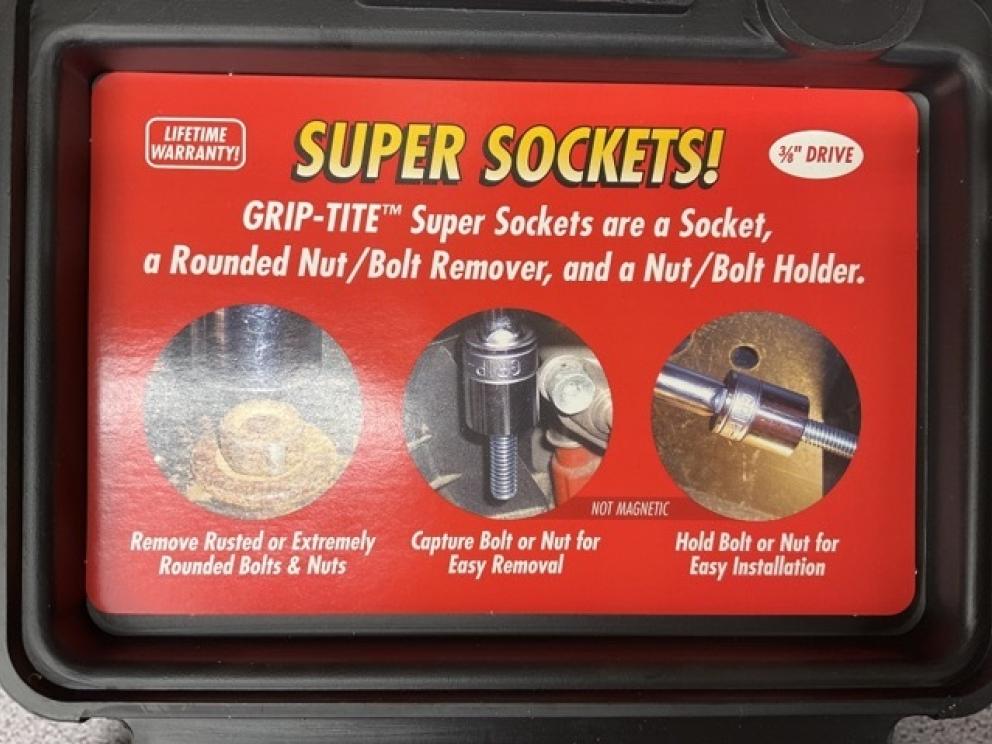 LIFETIME
WARRANTY!
SUPER SOCKETS!
⅜" DRIVE
GRIP-TITE™ Super Sockets are a Socket,
a Rounded Nut/Bolt Remover, and a Nut/Bolt Holder.
GRIP
NOT MAGNETIC
Remove Rusted or Extremely
Rounded Bolts & Nuts
Capture Bolt or Nut for
Easy Removal
Hold Bolt or Nut for
Easy Installation